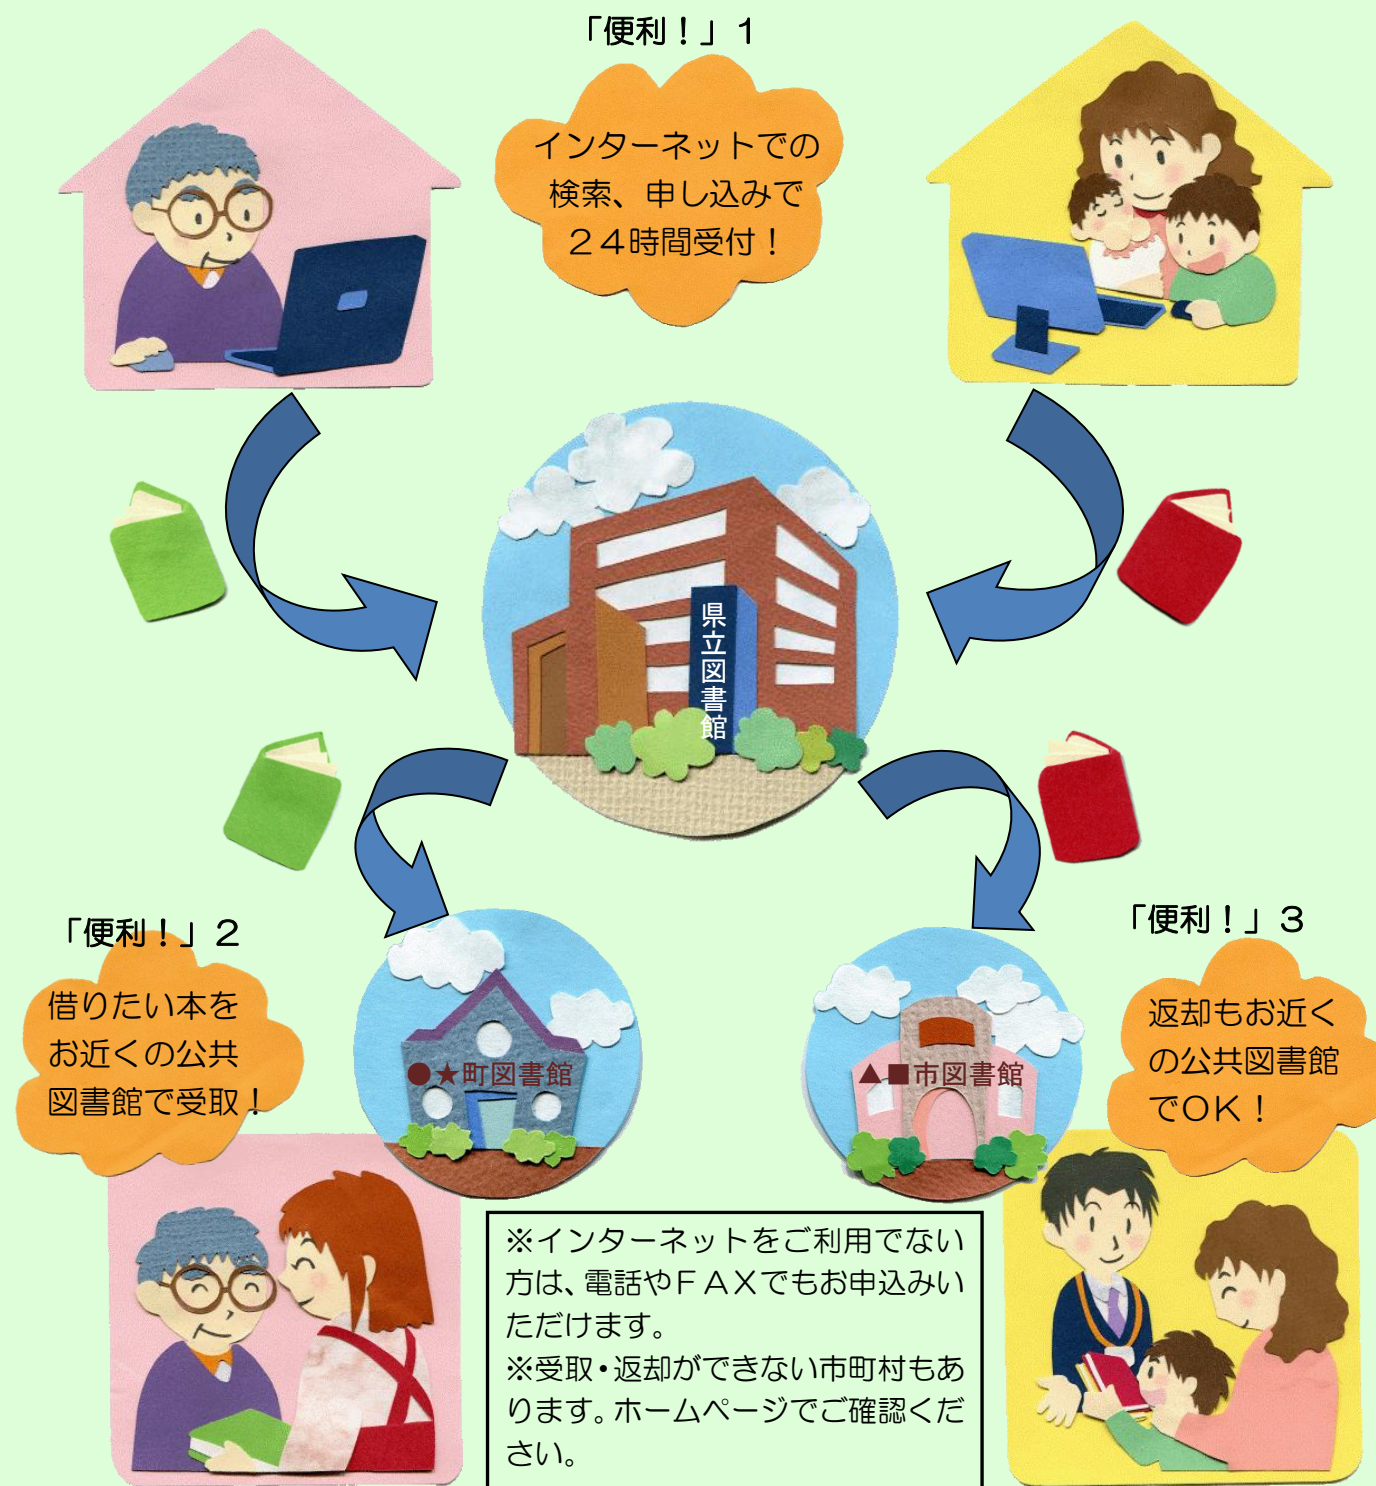 「便利！」１
インターネットでの
検索、申し込みで
２４時間受付！
県立図書館
「便利！」２
借りたい本を
お近くの公共
図書館で受取！
●★町図書館
▲■市図書館
「便利！」３
返却もお近く
の公共図書館
でＯＫ！
※インターネットをご利用でない
方は、電話やＦＡＸでもお申込みい
ただけます。
※受取・返却ができない市町村もあ
ります。ホームページでご確認くだ
さい。